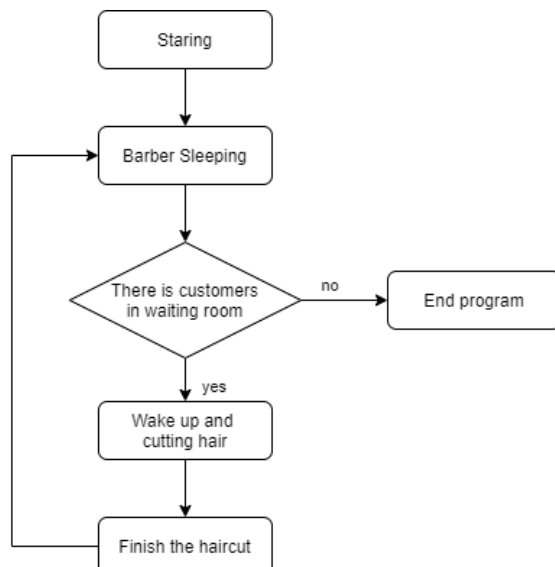 Staring
Barber Sleeping
There is customers
in waiting room
no
End program
yes
Wake up and
cutting hair
Finish the haircut